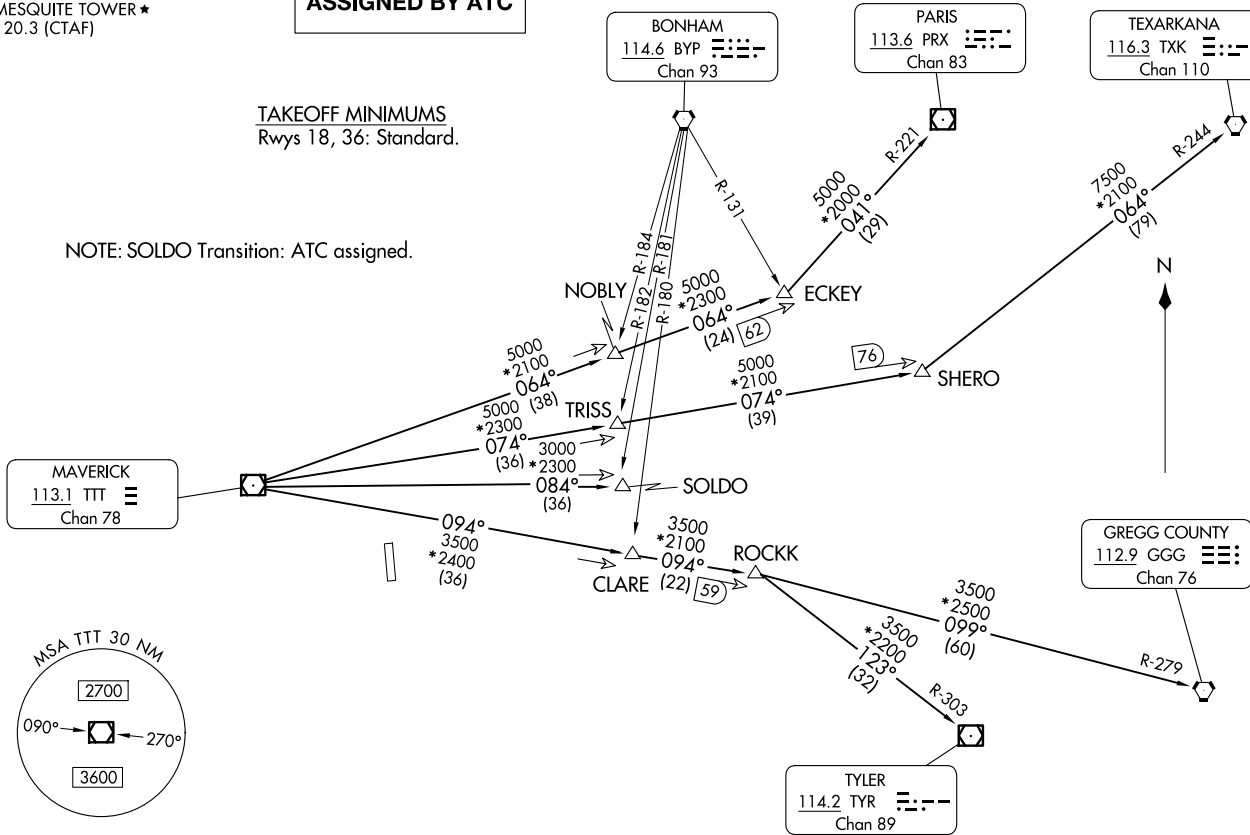 MESQUITE TOWER★
20.3 (CTAF)
ASSIGNED BY ATC
TAKEOFF MINIMUMS
Rwys 18, 36: Standard.
NOTE: SOLDO Transition: ATC assigned.
BONHAM
114.6 BYP
Chan 93
PARIS
113.6 PRX
Chan 83
TEXARKANA
116.3 TXK
Chan 110
R-221
R-244
R-131
5000
*2000
041°
(29)
7500
*2100
064°
(79)
N
R-184
R-181
R-182
R-180
NOBLY
ECKEY
5000
*2300
064°
(24)
62
5000
*2100
064°
(38)
76
SHERO
5000
*2100
074°
(39)
TRISS
5000
*2300
074°
(36)
3000
*2300
084°
(36)
SOLDO
MAVERICK
113.1 TTT
Chan 78
094°
3500
*2400
(36)
CLARE
3500
*2100
094°
(22)
59
ROCKK
GREGG COUNTY
112.9 GGG
Chan 76
3500
*2500
099°
(60)
R-279
3500
*2200
123°
(32)
R-303
MSA TTT 30 NM
2700
090°
270°
3600
TYLER
114.2 TYR
Chan 89